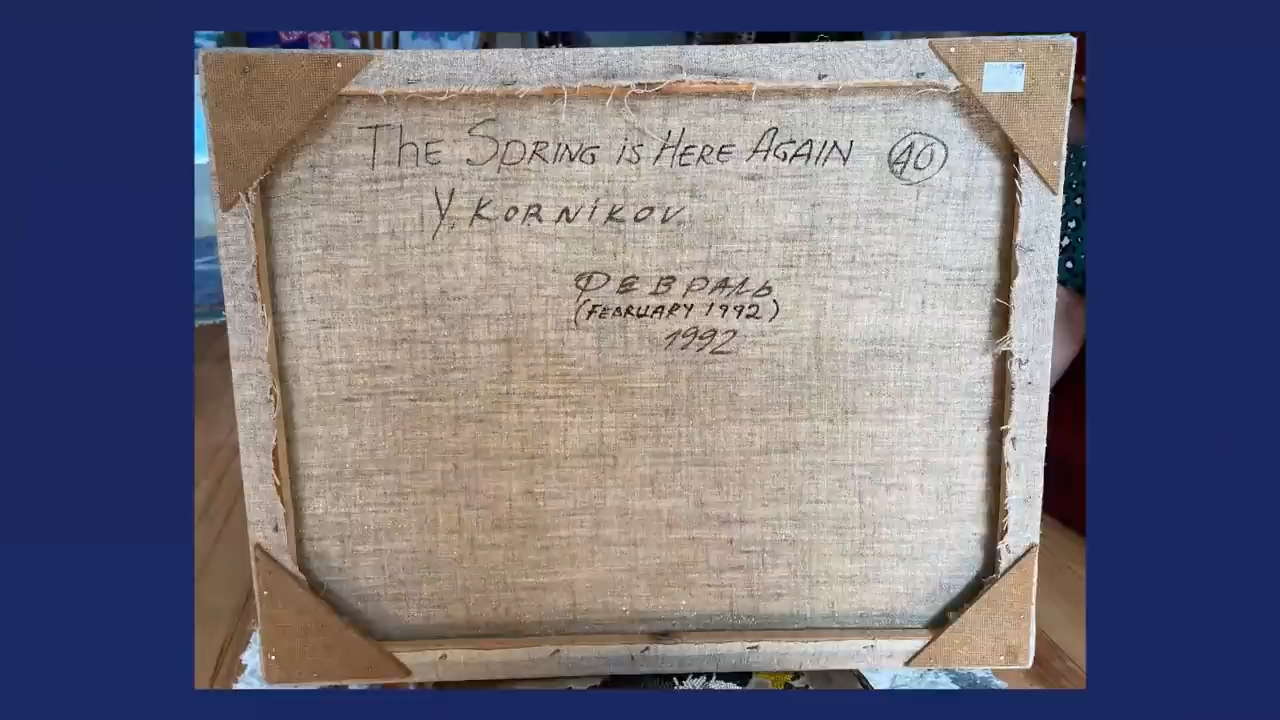 The Spring is Here Again 40
Y. Kornikov
ФЕВРАЛЬ
(FEBRUARY 1992)
1992